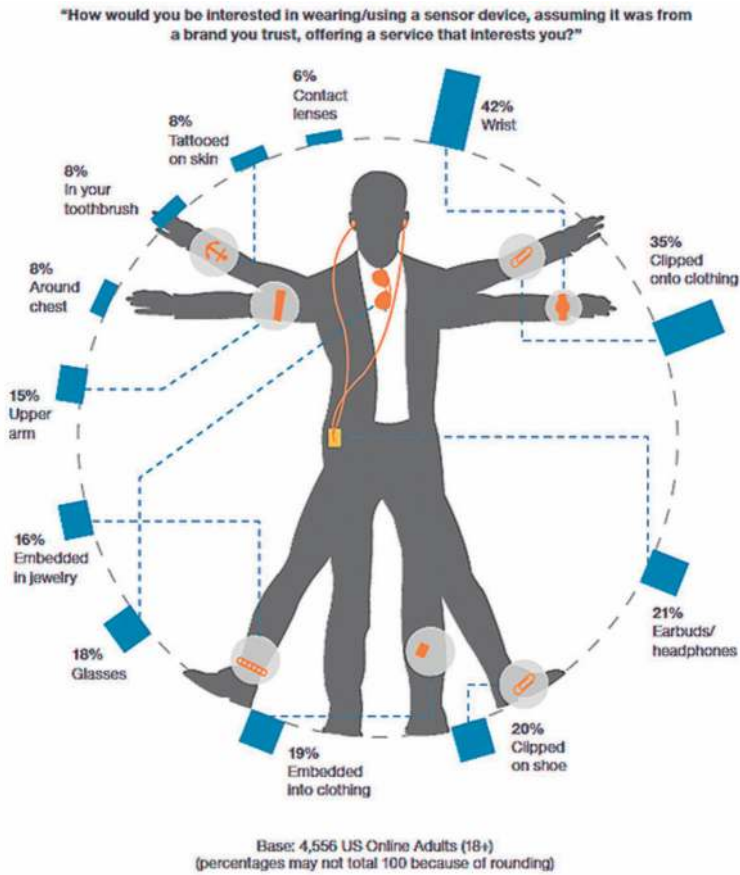 “How would you be interested in wearing/using a sensor device, assuming it was from
a brand you trust, offering a service that interests you?”
6%
Contact
lenses
42%
Wrist
8%
Tattooed
on skin
8%
In your
toothbrush
35%
Clipped
onto clothing
8%
Around
chest
15%
Upper
arm
16%
Embedded
in jewelry
21%
Earbuds/
headphones
18%
Glasses
20%
Clipped
on shoe
19%
Embedded
into clothing
Base: 4,556 US Online Adults (18+)
(percentages may not total 100 because of rounding)